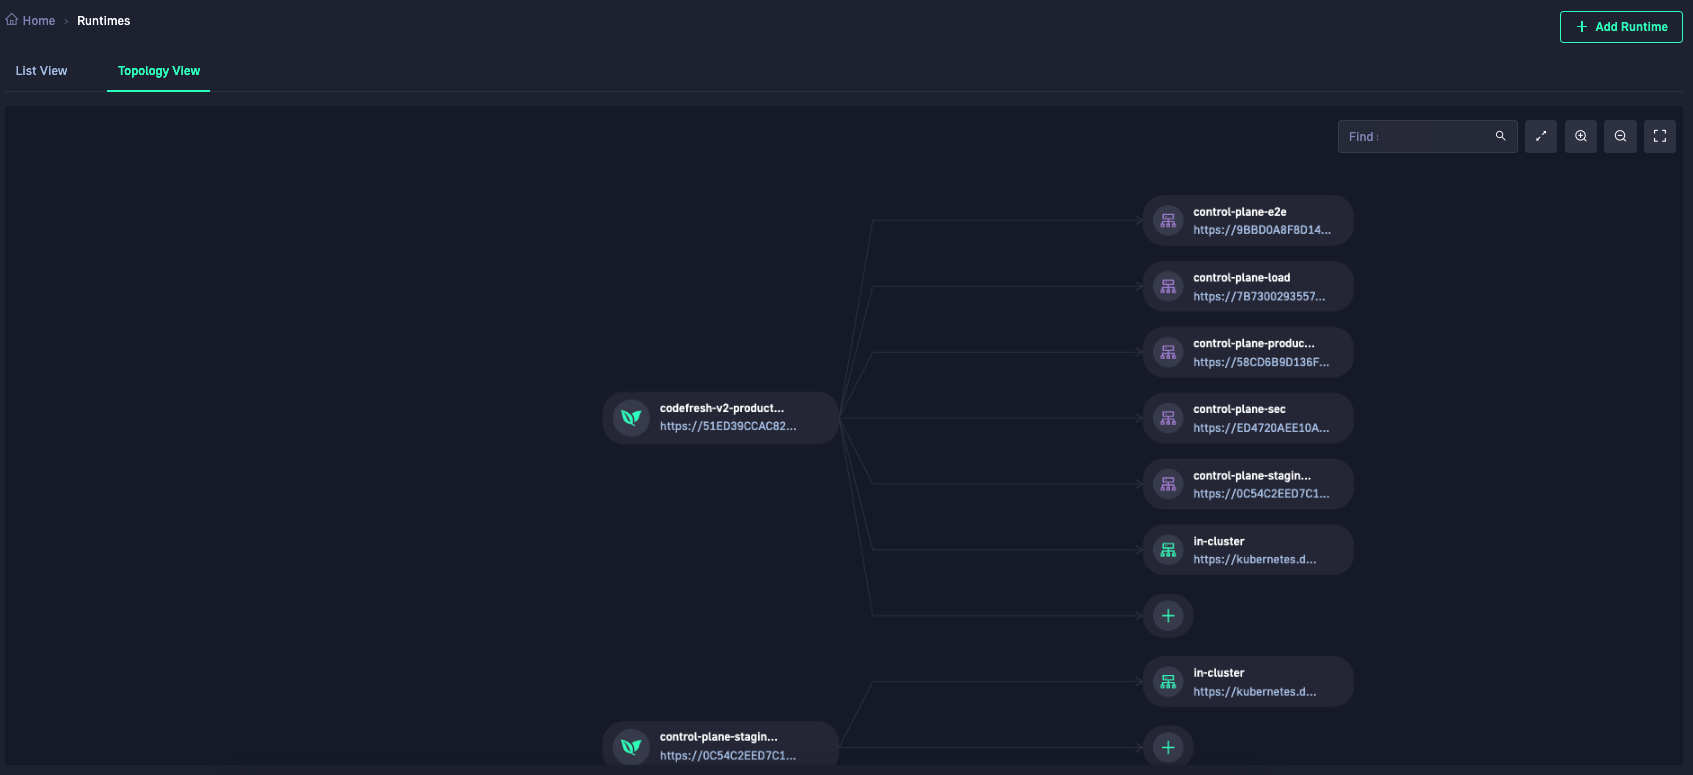 Home > Runtimes
+ Add Runtime
List View
Topology View
Find :
control-plane-e2e
https://9BBD0A8F8D14...
control-plane-load
https://7B7300293557...
control-plane-produc...
https://58CD6B9D136F...
codefresh-v2-product...
https://51ED39CCAC82...
control-plane-sec
https://ED4720AEE10A...
control-plane-stagin...
https://0C54C2EED7C1...
in-cluster
https://kubernetes.d...
in-cluster
https://kubernetes.d...
control-plane-stagin...
https://0C54C2EED7C1...